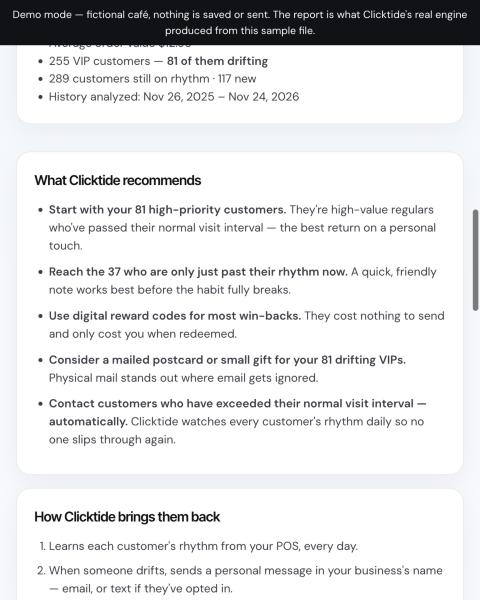 Demo mode — fictional café, nothing is saved or sent. The report is what Clicktide's real engine
produced from this sample file.
Average order value $12.50
• 255 VIP customers — 81 of them drifting
• 289 customers still on rhythm · 117 new
• History analyzed: Nov 26, 2025 – Nov 24, 2026
What Clicktide recommends
• Start with your 81 high-priority customers. They're high-value regulars
who've passed their normal visit interval — the best return on a personal
touch.
• Reach the 37 who are only just past their rhythm now. A quick, friendly
note works best before the habit fully breaks.
• Use digital reward codes for most win-backs. They cost nothing to send
and only cost you when redeemed.
• Consider a mailed postcard or small gift for your 81 drifting VIPs.
Physical mail stands out where email gets ignored.
• Contact customers who have exceeded their normal visit interval —
automatically. Clicktide watches every customer's rhythm daily so no
one slips through again.
How Clicktide brings them back
1. Learns each customer's rhythm from your POS, every day.
2. When someone drifts, sends a personal message in your business's name
— email, or text if they've opted in.